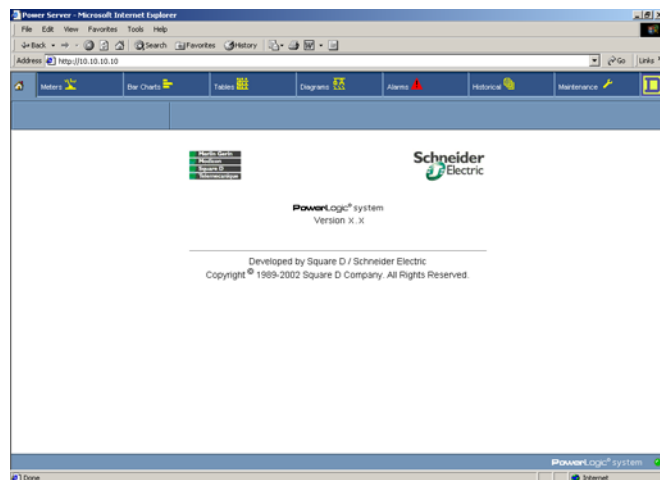 Power Server - Microsoft Internet Explorer
File Edit View Favorites Tools Help
Back Search Favorites History
Address http://10.10.10.10 Go Links
Meters Bar Charts Tables Diagrams Alarms Historical Maintenance
Merlin Gerin
Modicon
Square D
Telemecanique
Schneider
Electric
PowerLogic® system
Version X.X
Developed by Square D / Schneider Electric
Copyright © 1989-2002 Square D Company. All Rights Reserved.
PowerLogic® system
Done Internet